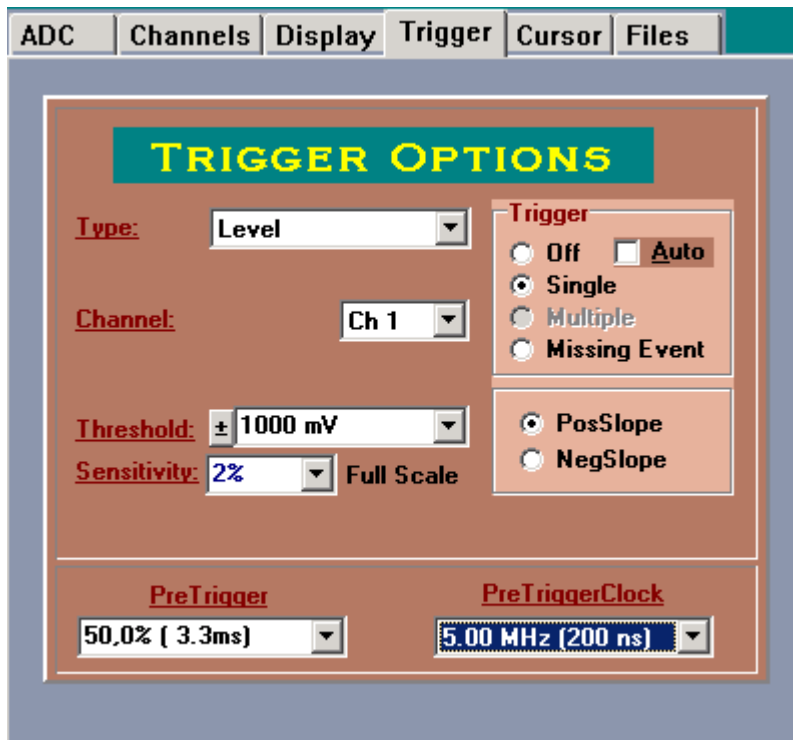 ADC Channels Display Trigger Cursor Files
TRIGGER OPTIONS
Type: Level
Channel: Ch 1
Threshold: ± 1000 mV
Sensitivity: 2% Full Scale
Trigger
Off Auto
Single
Multiple
Missing Event
PosSlope
NegSlope
PreTrigger PreTriggerClock
50,0% ( 3.3ms) 5.00 MHz (200 ns)